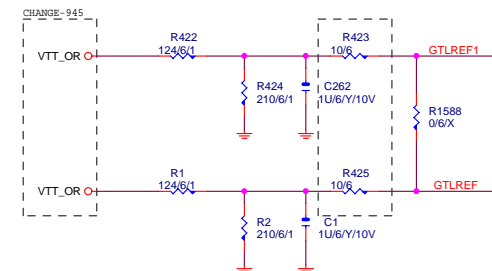 CHANGE-945
R422
124/6/1
R423
10/6
GTLREF1
VTT_OR
R424
210/6/1
C262
1U/6/Y/10V
R1588
0/6/X
R1
124/6/1
R425
10/6
GTLREF
VTT_OR
R2
210/6/1
C1
1U/6/Y/10V